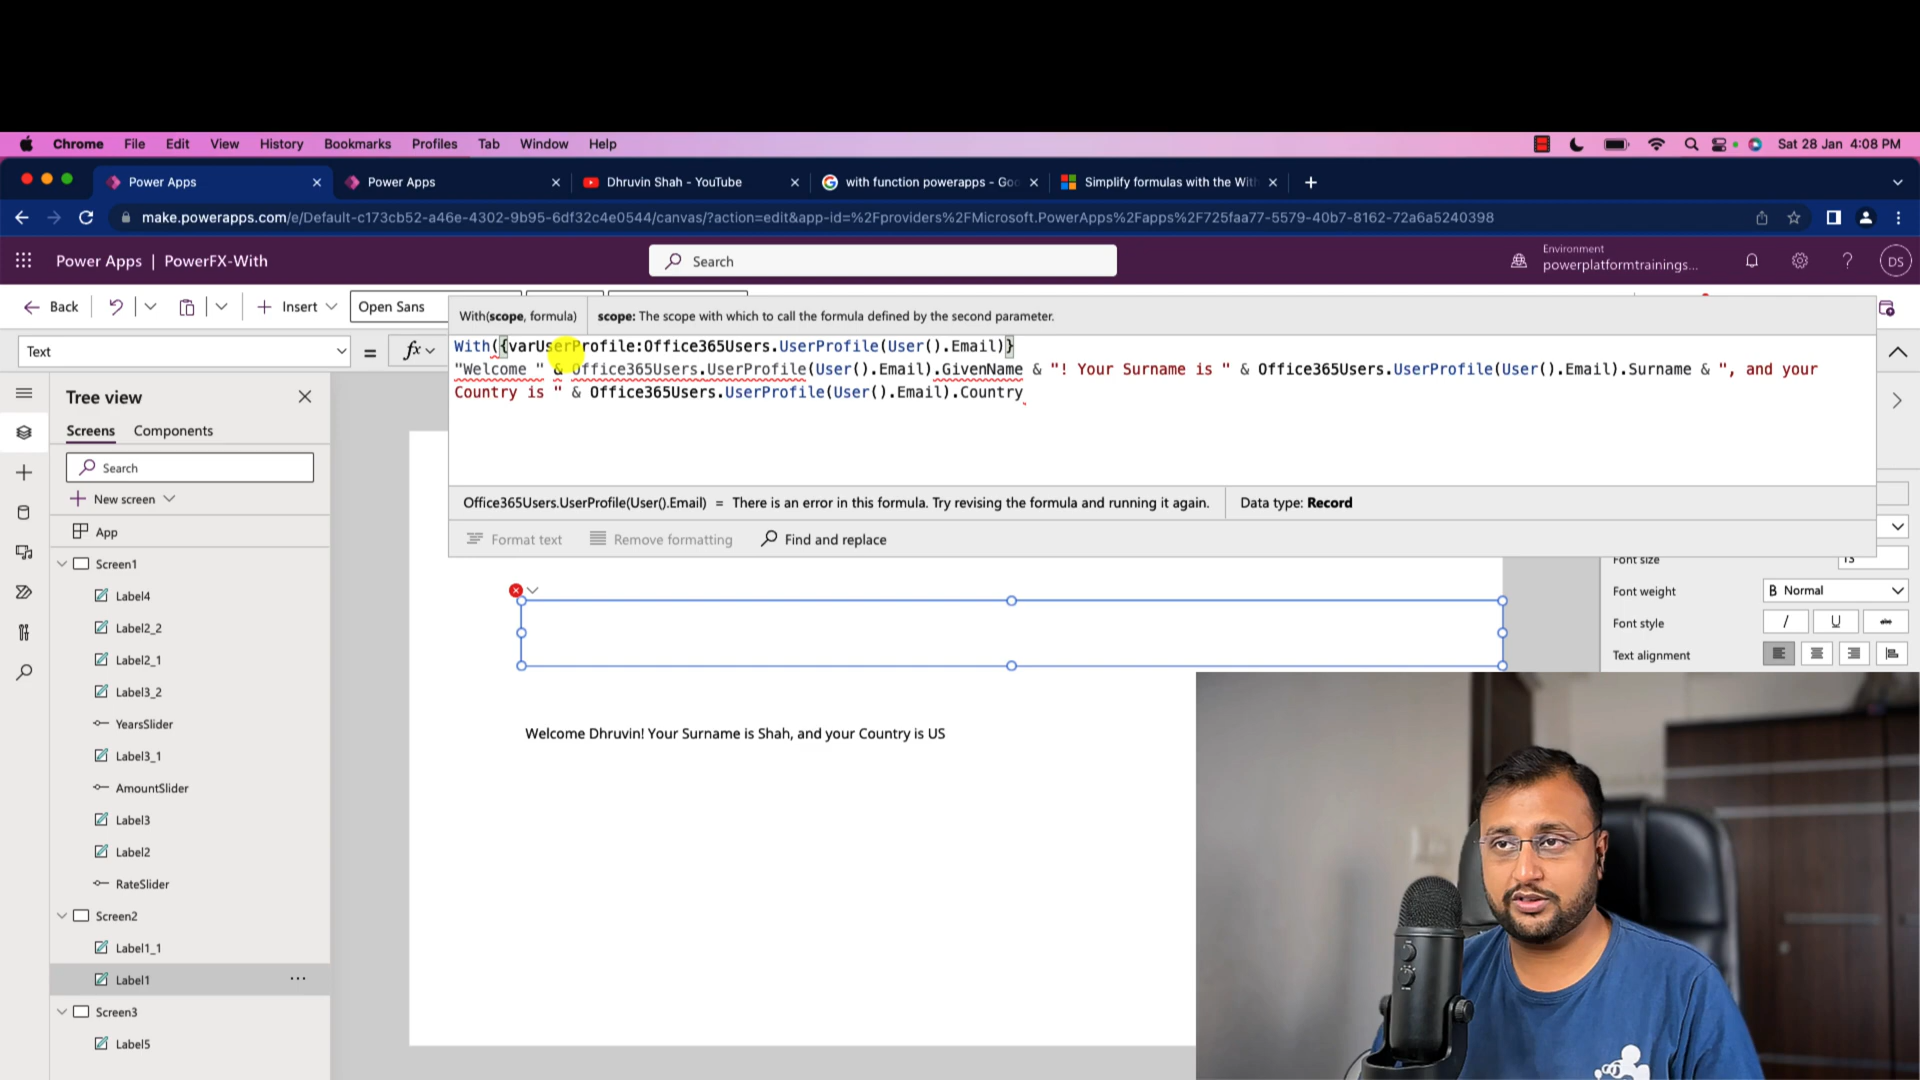 Chrome File Edit View History Bookmarks Profiles Tab Window Help Sat 28 Jan 4:08 PM
Power Apps Power Apps Dhruvin Shah - YouTube with function powerapps - Goo Simplify formulas with the With
make.powerapps.com/e/Default-c173cb52-a46e-4302-9b95-6df32c4e0544/canvas/?action=edit&app-id=%2Fproviders%2FMicrosoft.PowerApps%2Fapps%2F725faa77-5579-40b7-8162-72a6a5240398
Power Apps | PowerFX-With Search Environment
powerplatformtrainings... DS
Back Insert Open Sans
With(scope, formula) scope: The scope with which to call the formula defined by the second parameter.
Text = fx With({varUserProfile:Office365Users.UserProfile(User().Email)}
"Welcome " & Office365Users.UserProfile(User().Email).GivenName & "! Your Surname is " & Office365Users.UserProfile(User().Email).Surname & ", and your
Country is " & Office365Users.UserProfile(User().Email).Country
Office365Users.UserProfile(User().Email) = There is an error in this formula. Try revising the formula and running it again. Data type: Record
Format text Remove formatting Find and replace
Tree view
Screens Components
Search
New screen
App
Screen1
Label4
Label2_2
Label2_1
Label3_2
YearsSlider
Label3_1
AmountSlider
Label3
Label2
RateSlider
Screen2
Label1_1
Label1
Screen3
Label5
Welcome Dhruvin! Your Surname is Shah, and your Country is US
Font size 13
Font weight B Normal
Font style / U abc
Text alignment